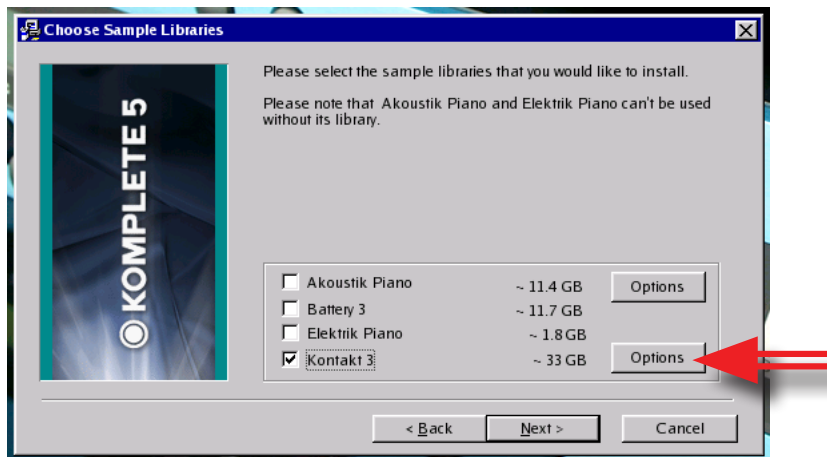 Choose Sample Libraries
Please select the sample libraries that you would like to install.
Please note that Akoustik Piano and Elektrik Piano can't be used
without its library.
KOMPLETE 5
Akoustik Piano ~ 11.4 GB Options
Battery 3 ~ 11.7 GB
Elektrik Piano ~ 1.8 GB
Kontakt 3 ~ 33 GB Options
< Back Next > Cancel